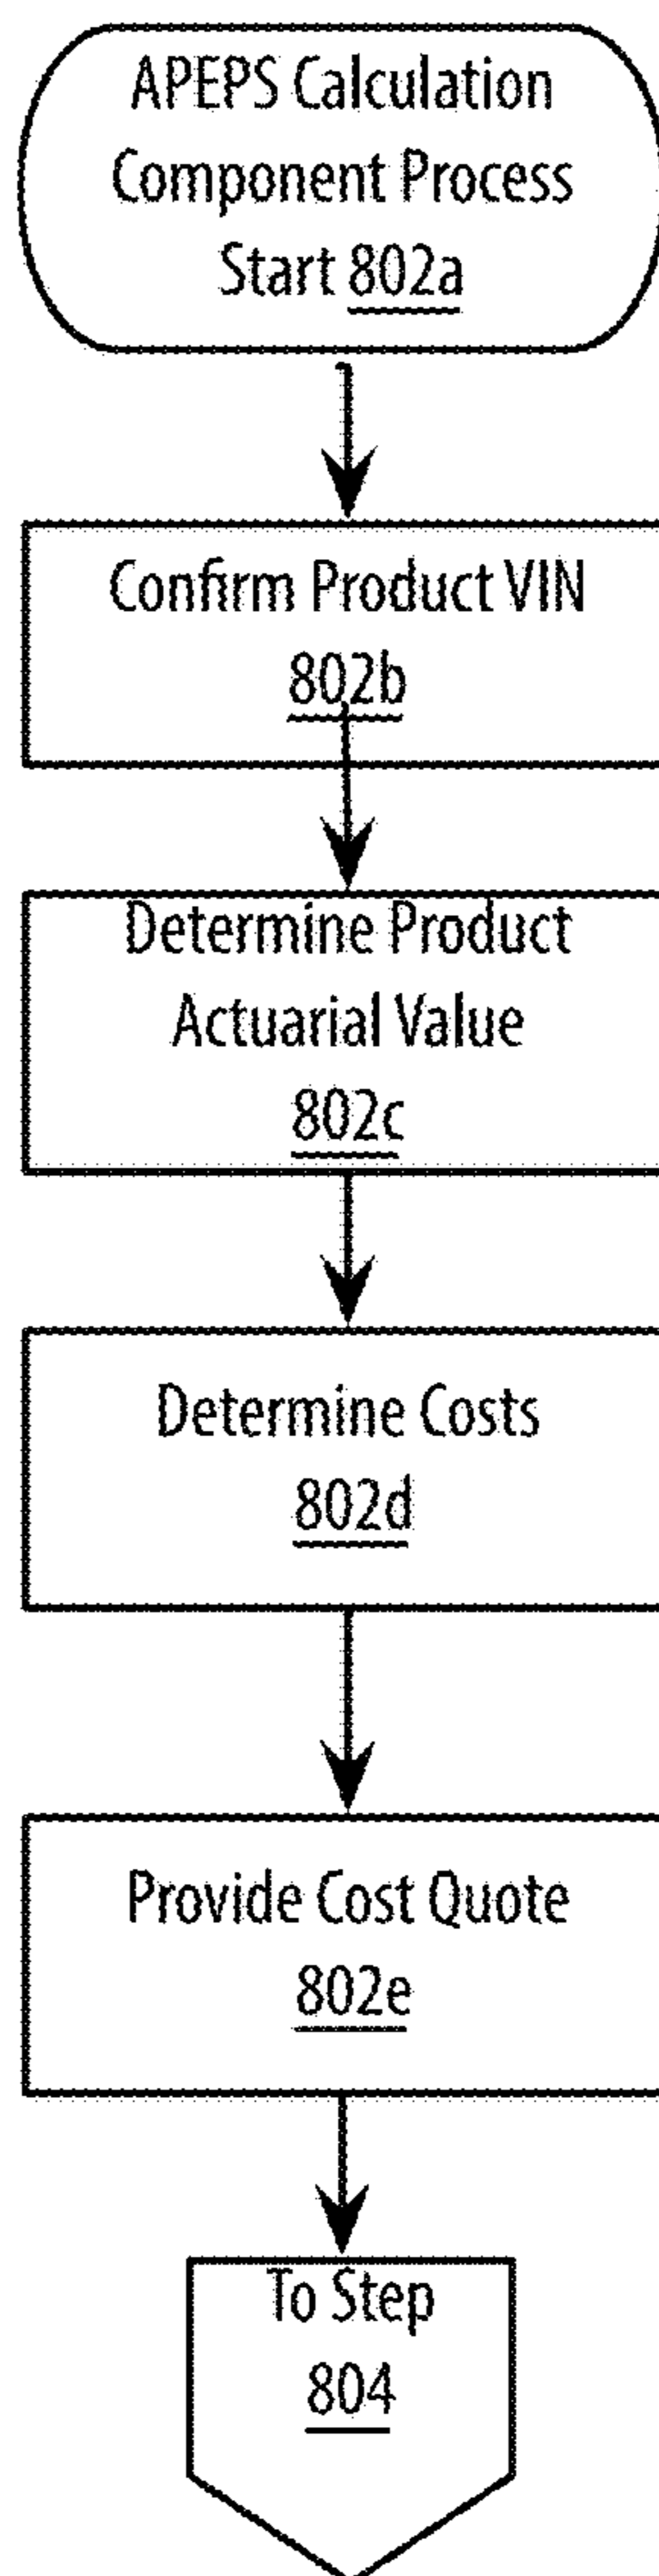 APEPS Calculation
Component Process
Start 802a
Confirm Product VIN
802b
Determine Product
Actuarial Value
802c
Determine Costs
802d
Provide Cost Quote
802e
To Step
804